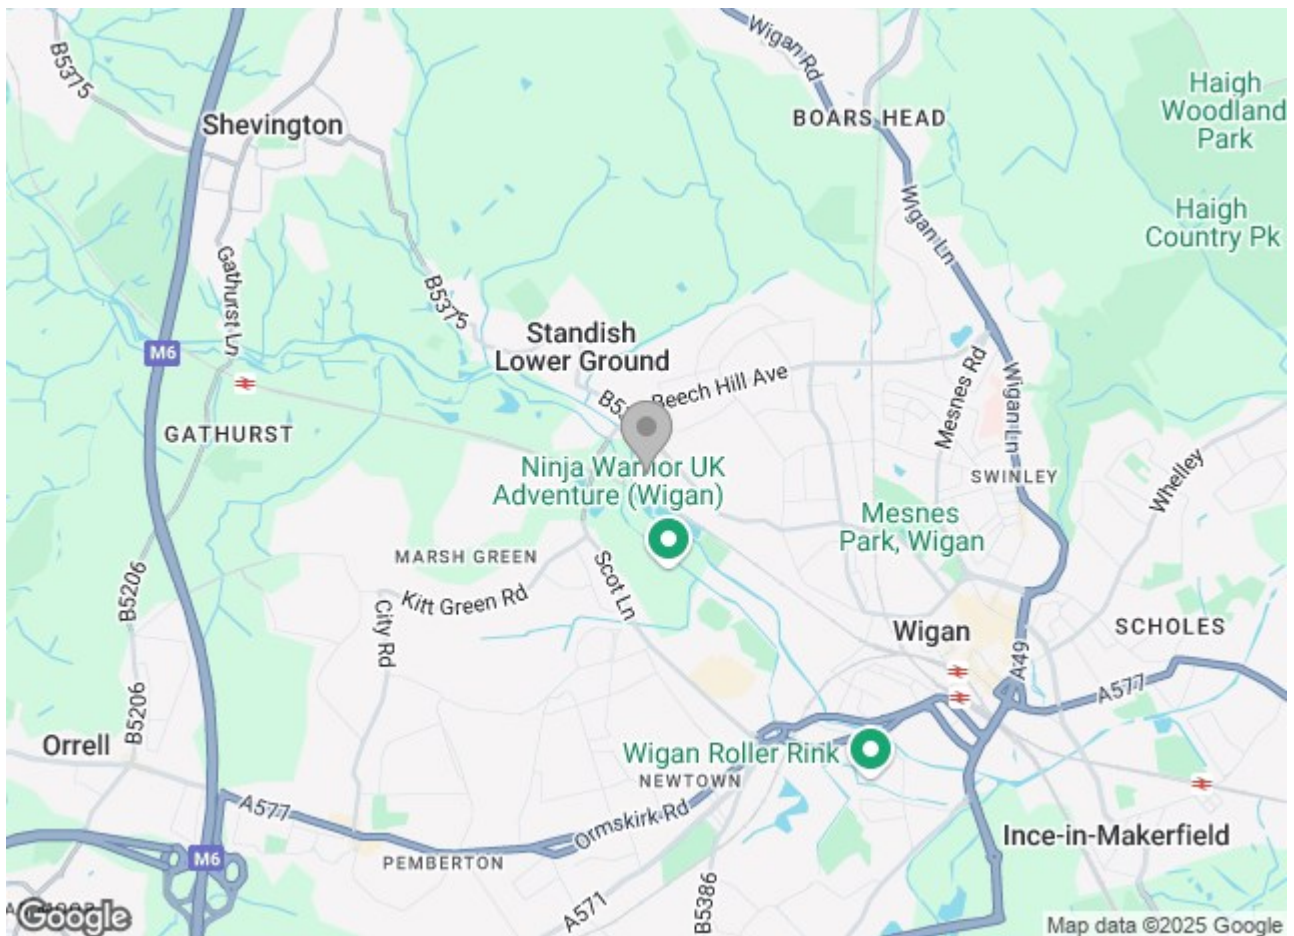 Wigan Rd
B5375
Haigh
Woodland
Park
BOARS HEAD
Shevington
Wigan Ln
Haigh
Country Pk
Gathurst Ln
B5375
Standish
Lower Ground
M6
Mesnes Rd
Wigan Ln
Beech Hill Ave
GATHURST
Ninja Warrior UK
Adventure (Wigan)
SWINLEY
Whelley
Mesnes
Park, Wigan
MARSH GREEN
Scot Ln
B5206
Kitt Green Rd
City Rd
Wigan
SCHOLES
A49
A577
B5206
Orrell
Wigan Roller Rink
NEWTOWN
A577
Ormskirk Rd
Ince-in-Makerfield
M6
PEMBERTON
B5386
A571
Google
Map data ©2025 Google